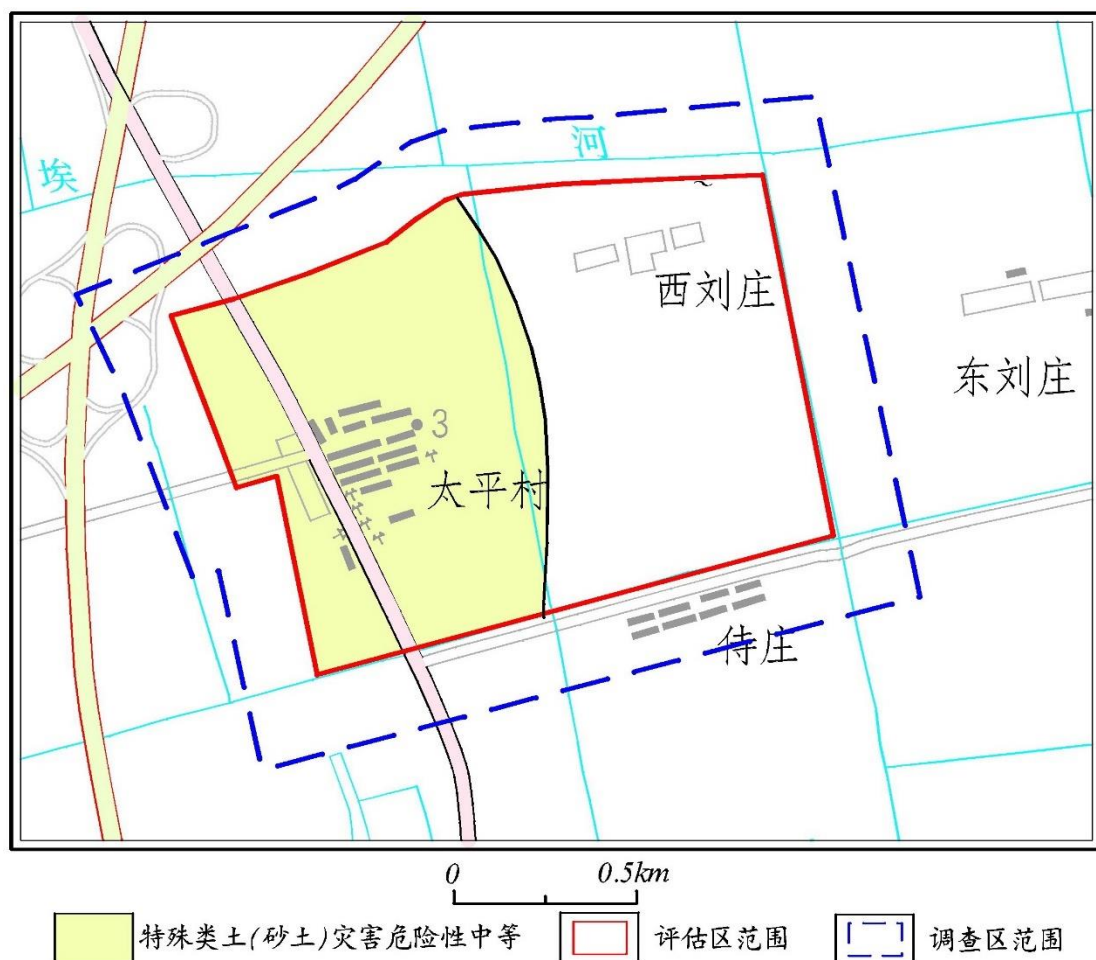 埃
河
西刘庄
东刘庄
3
太平村
侍庄
0 0.5km
特殊类土(砂土)灾害危险性中等
评估区范围
调查区范围